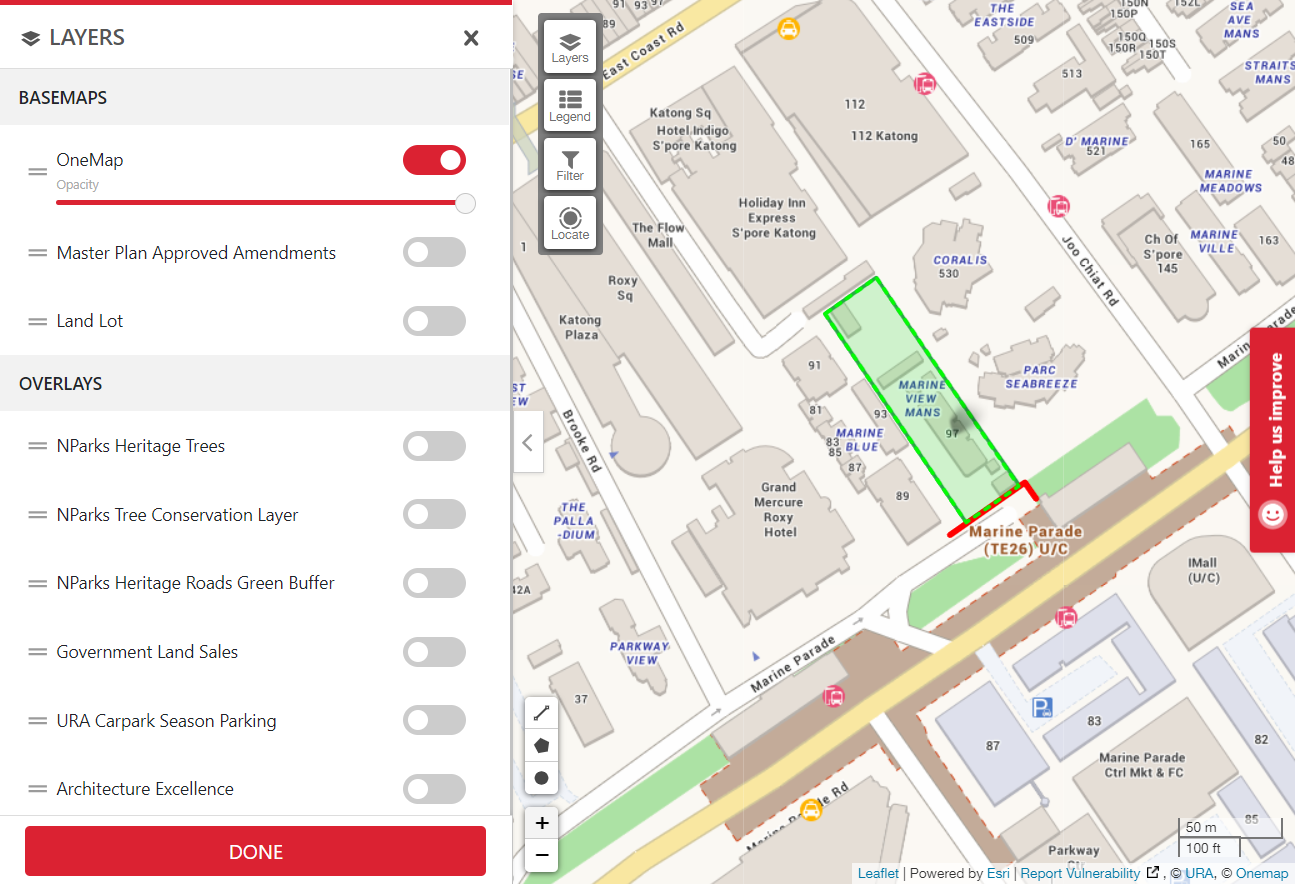 LAYERS
BASEMAPS
OneMap
Opacity
Master Plan Approved Amendments
Land Lot
OVERLAYS
NParks Heritage Trees
NParks Tree Conservation Layer
NParks Heritage Roads Green Buffer
Government Land Sales
URA Carpark Season Parking
Architecture Excellence
DONE
Layers
Legend
Filter
Locate
91
93
89
East Coast Rd
THE
EASTSIDE
509
150N
150P
152L
150Q
150S
150R
150T
SEA
AVE
MANS
STRAITS
MANS
513
112
112 Katong
Katong Sq
Hotel Indigo
S'pore Katong
D' MARINE
521
165
50
48
MARINE
MEADOWS
Holiday Inn
Express
S'pore Katong
The Flow
Mall
1
CORALIS
530
Joo Chiat Rd
Ch Of
S'pore
145
MARINE
VILLE
163
Roxy
Sq
Katong
Plaza
Marine Parade
Help us improve
91
PARC
SEABREEZE
MARINE
VIEW
MANS
97
81
93
83
85
MARINE
BLUE
87
89
Brooke Rd
Grand
Mercure
Roxy
Hotel
THE
PALLA
-DIUM
Marine Parade
(TE26) U/C
IMall
(U/C)
42A
PARKWAY
VIEW
37
Marine Parade
87
83
82
Marine Parade
Ctrl Mkt & FC
85
Parkway
+
−
50 m
100 ft
Leaflet | Powered by Esri | Report Vulnerability , © URA, © Onemap